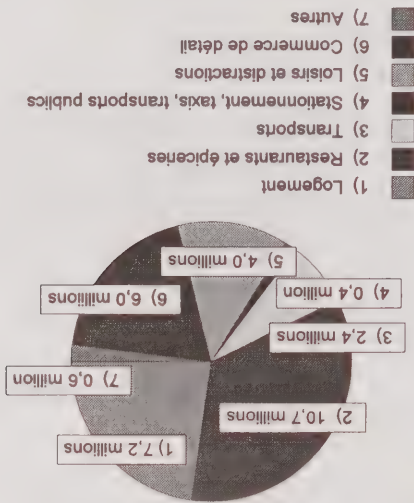 1) 7,2 millions
2) 10,7 millions
7) 0,6 million
3) 2,4 millions
6) 6,0 millions
4) 0,4 million
5) 4,0 millions
1) Logement
2) Restaurants et épiceries
3) Transports
4) Stationnement, taxis, transports publics
5) Loisirs et distractions
6) Commerce de détail
7) Autres